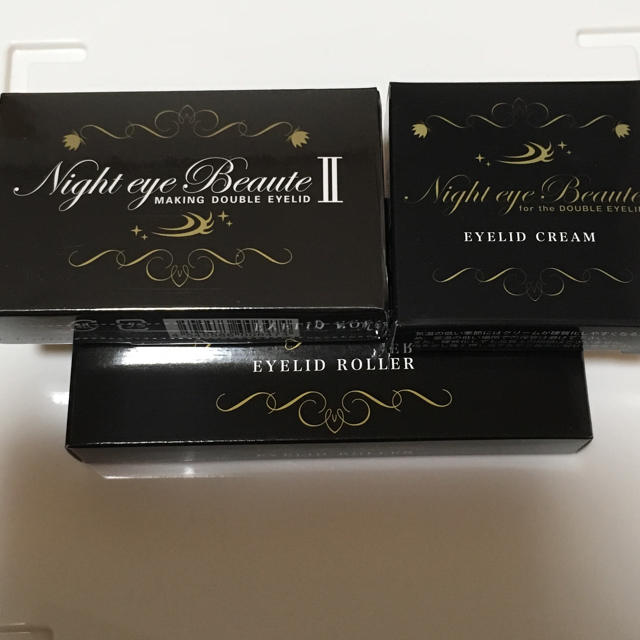 Night eye Beaute II
MAKING DOUBLE EYELID
Night eye Beaute
for the DOUBLE EYELID
EYELID CREAM
EYELID ROLLER